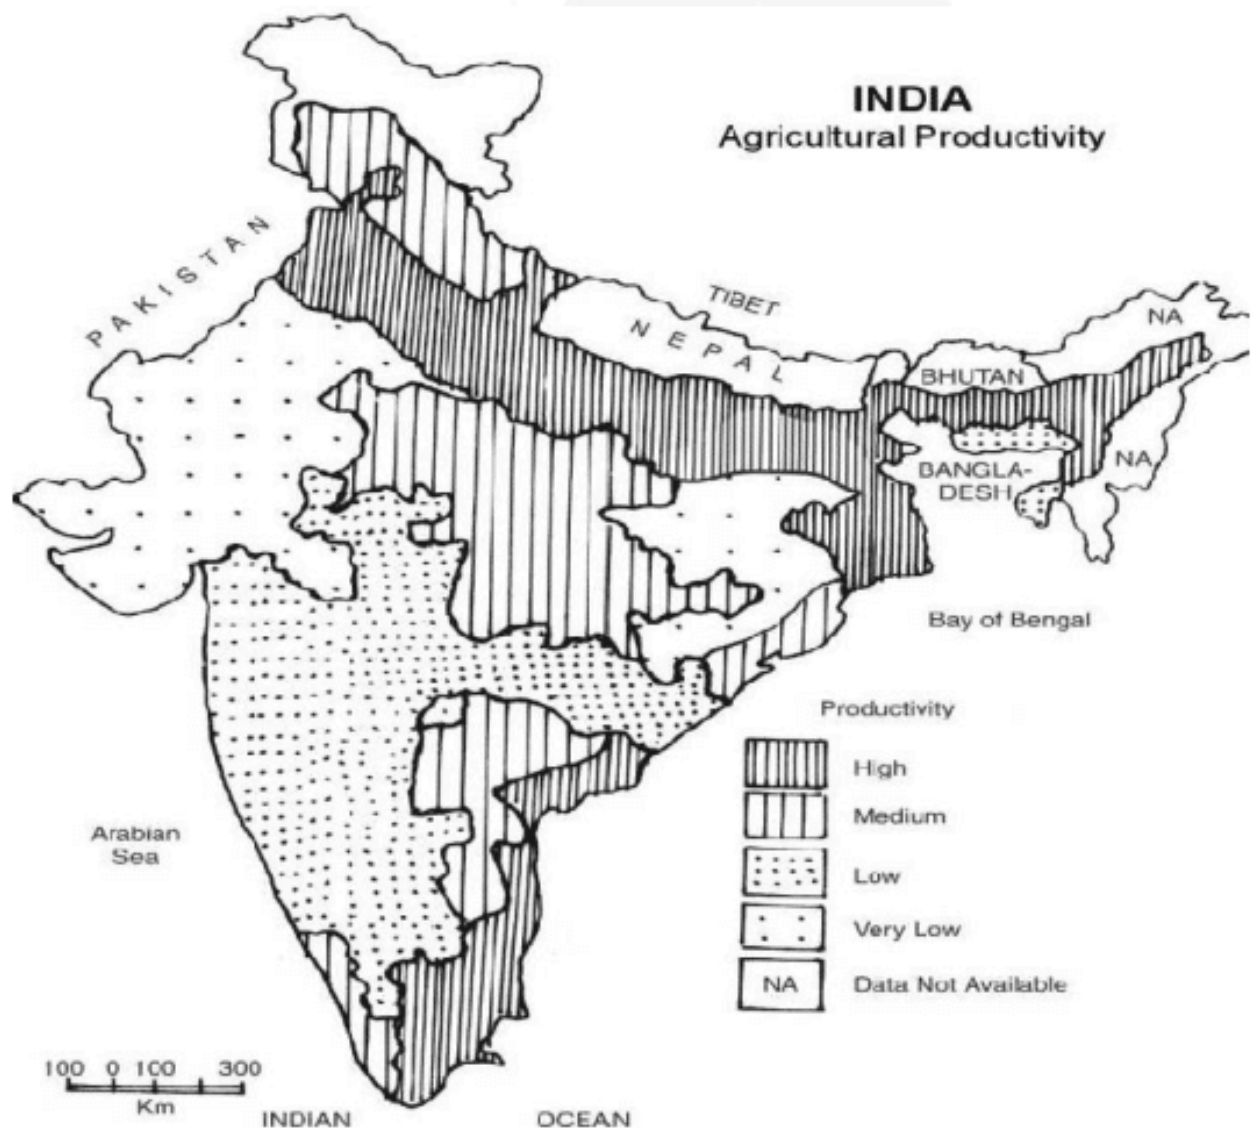 INDIA
Agricultural Productivity
PAKISTAN
TIBET
NEPAL
NA
BHUTAN
NA
BANGLA-
DESH
Bay of Bengal
Productivity
High
Medium
Arabian
Sea
Low
Very Low
NA Data Not Available
100 0 100 300
Km
INDIAN OCEAN